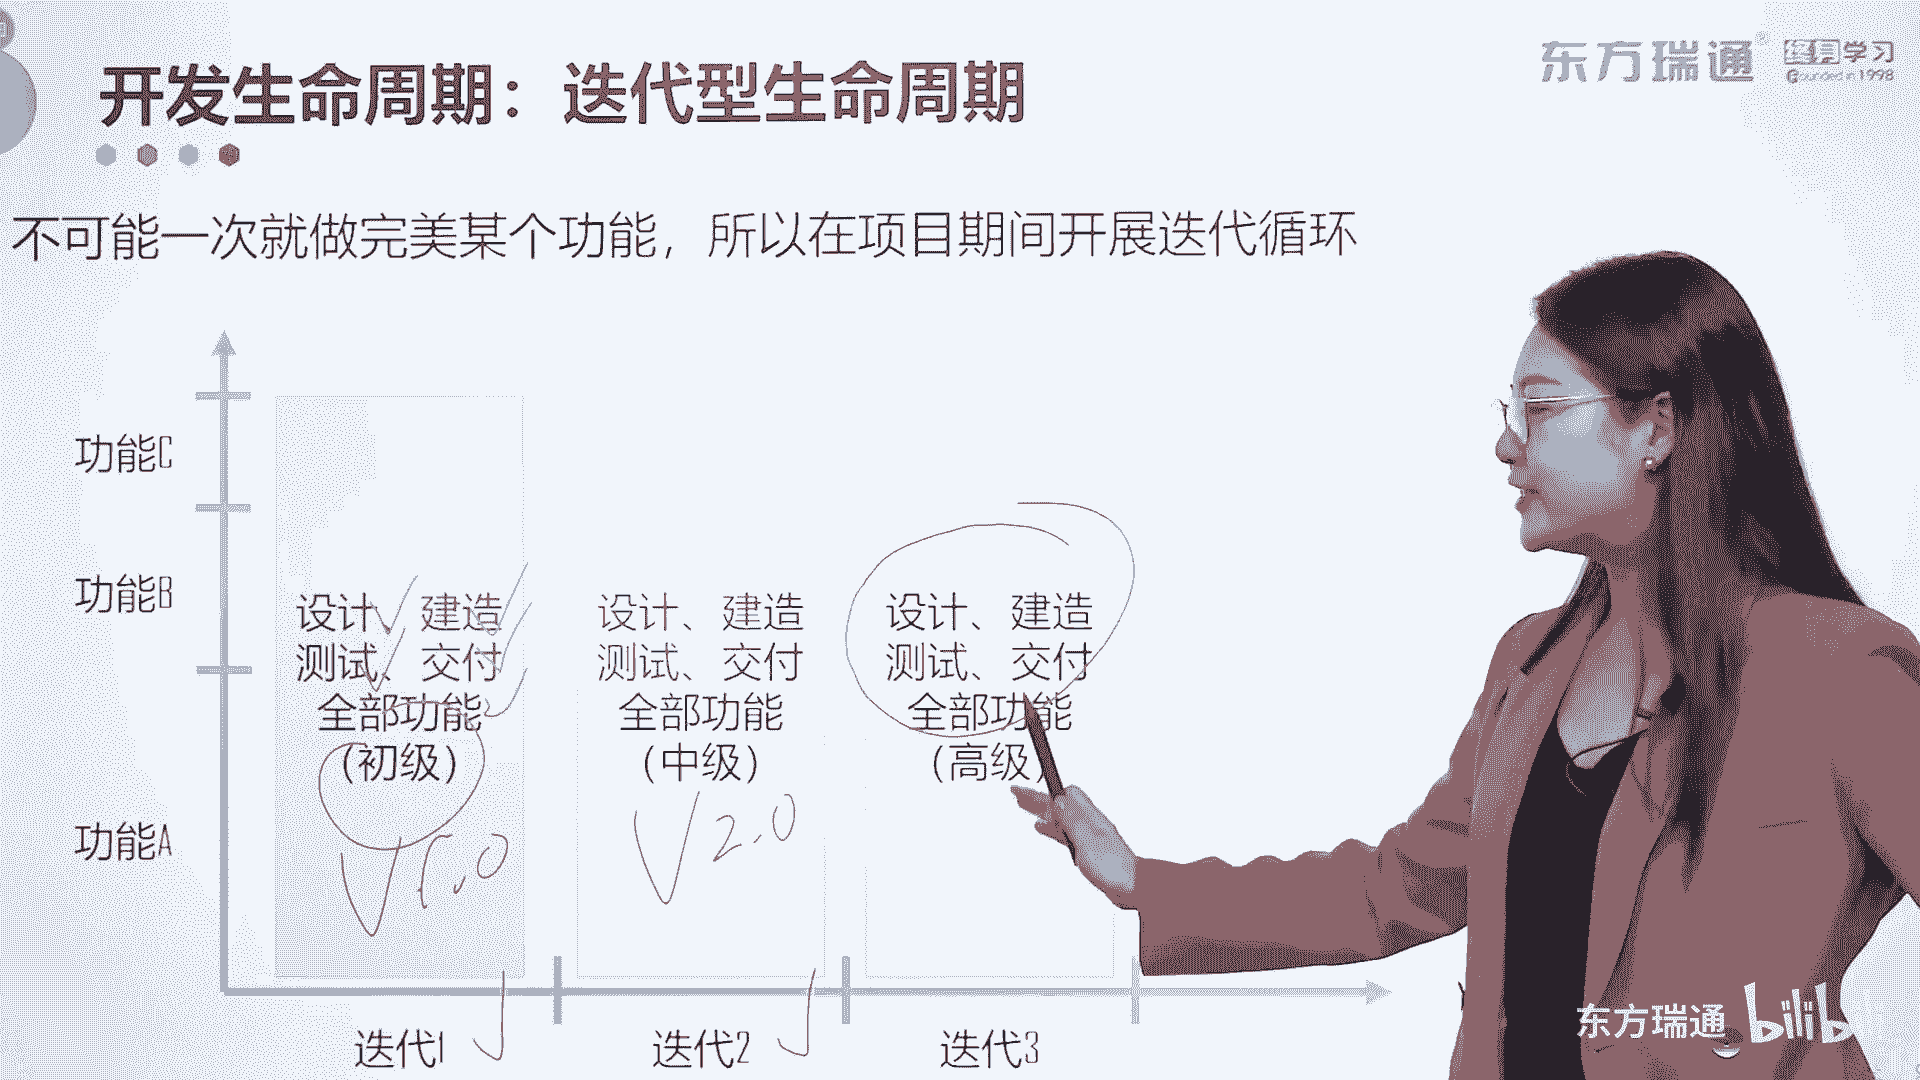 东方瑞通®
终身学习
Founded in 1998
开发生命周期：迭代型生命周期
不可能一次就做完美某个功能，所以在项目期间开展迭代循环
功能C
功能B
功能A
设计、建造
测试、交付
全部功能
（初级）
V1.0
设计、建造
测试、交付
全部功能
（中级）
V2.0
设计、建造
测试、交付
全部功能
（高级）
迭代1
迭代2
迭代3
东方瑞通
bilibili